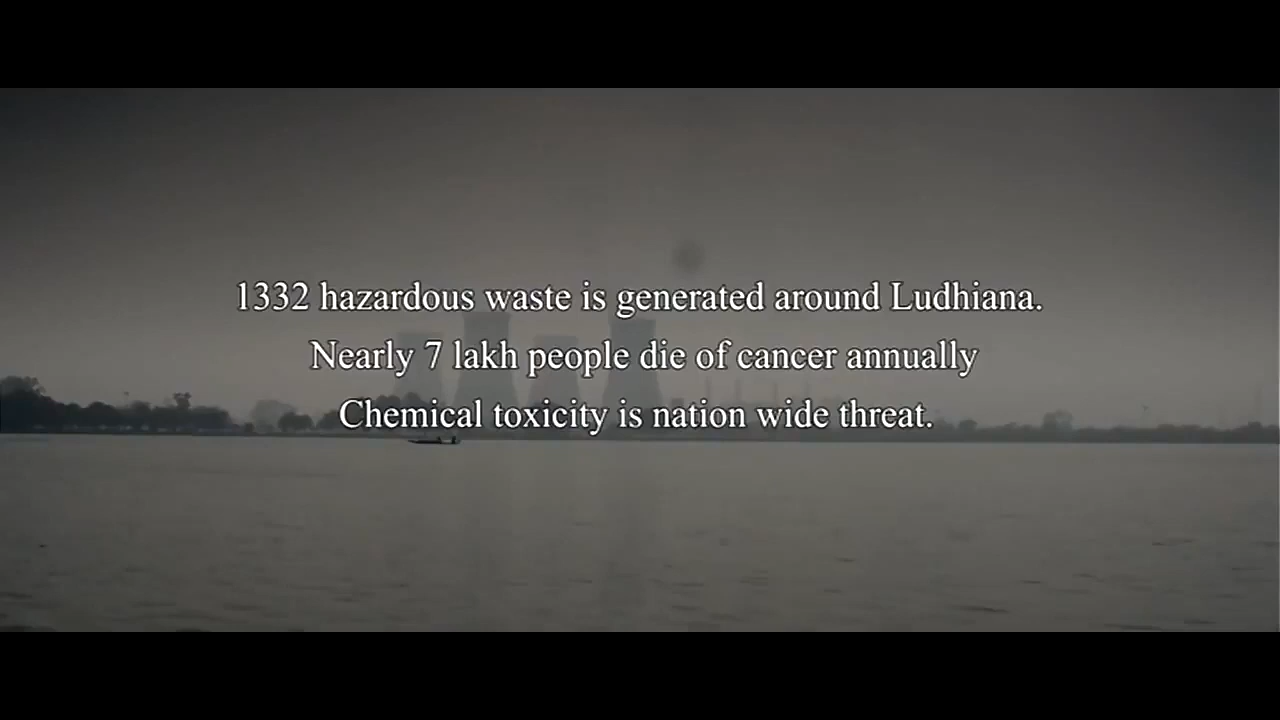 1332 hazardous waste is generated around Ludhiana.
Nearly 7 lakh people die of cancer annually
Chemical toxicity is nation wide threat.